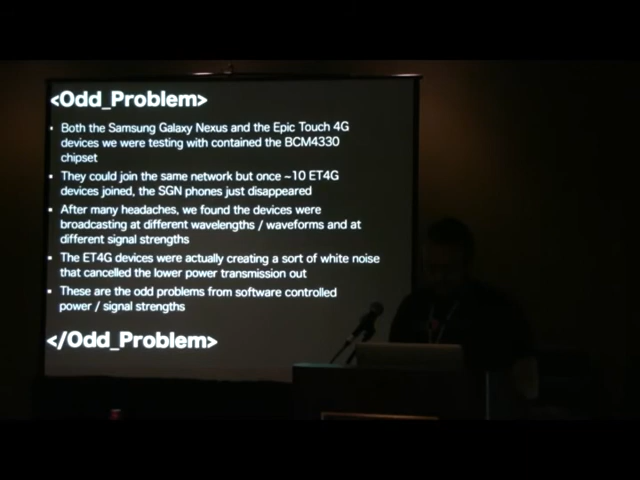 <Odd_Problem>
• Both the Samsung Galaxy Nexus and the Epic Touch 4G
devices we were testing with contained the BCM4330
chipset
• They could join the same network but once ~10 ET4G
devices joined, the SGN phones just disappeared
• After many headaches, we found the devices were
broadcasting at different wavelengths / waveforms and at
different signal strengths
• The ET4G devices were actually creating a sort of white noise
that cancelled the lower power transmission out
• These are the odd problems from software controlled
power / signal strengths
</Odd_Problem>